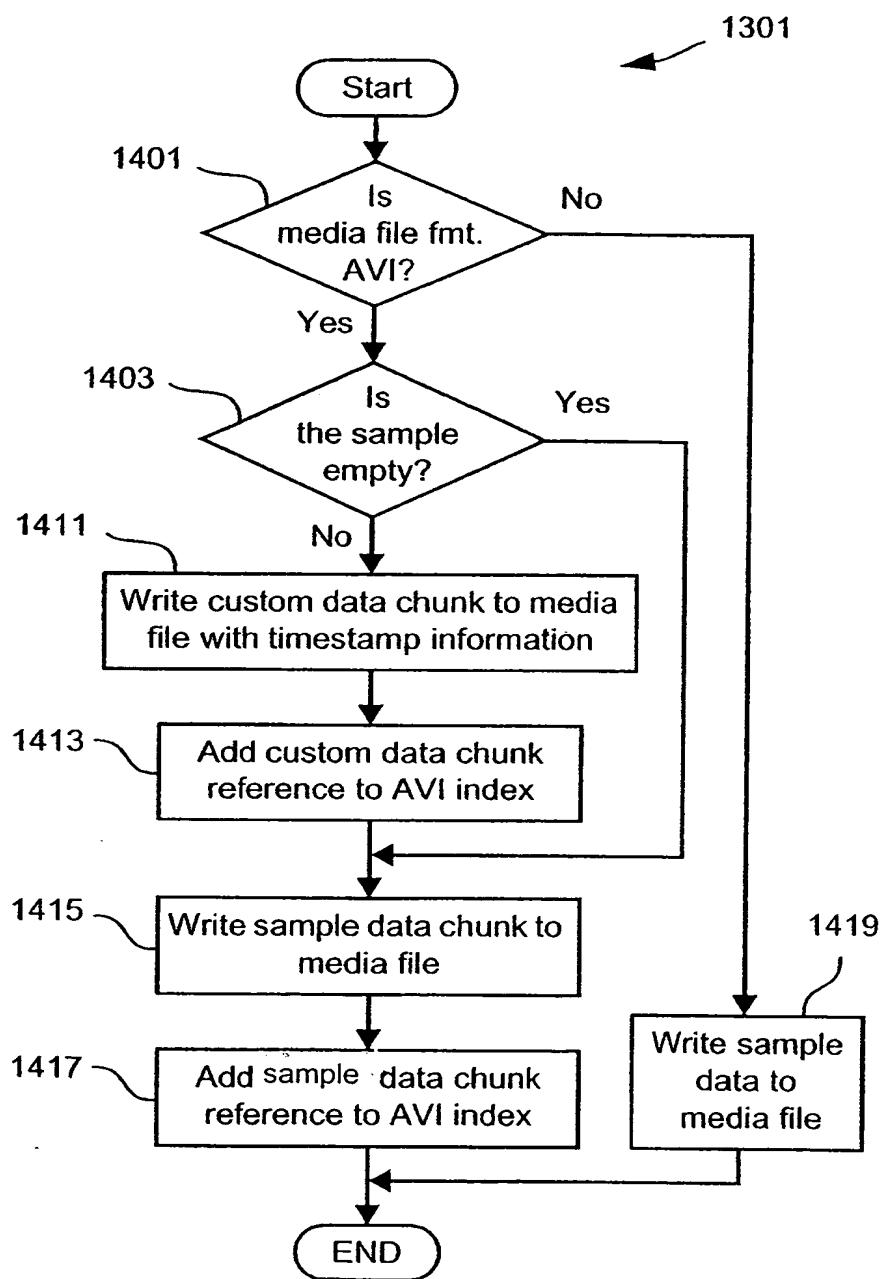 1301
Start
1401
Is
media file fmt.
AVI?
No
Yes
1403
Is
the sample
empty?
Yes
No
1411
Write custom data chunk to media
file with timestamp information
1413
Add custom data chunk
reference to AVI index
1415
Write sample data chunk to
media file
1419
Write sample
data to
media file
1417
Add sample data chunk
reference to AVI index
END